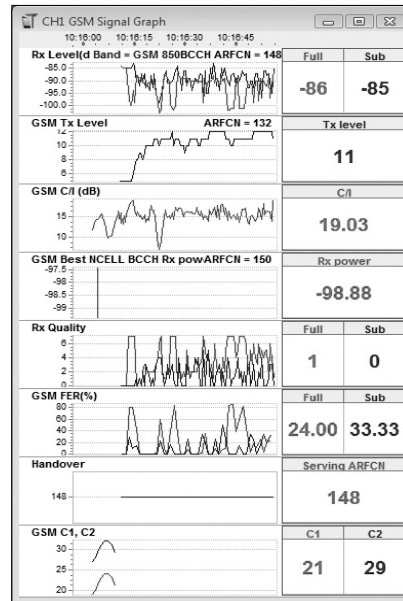 CH1 GSM Signal Graph
10:16:00 10:16:15 10:16:30 10:16:45
Rx Level(d Band = GSM 850BCCH ARFCN = 148
Full Sub
-85.0
-90.0
-95.0
-100.0
-86 -85
GSM Tx Level ARFCN = 132
Tx level
12
10
8
6
11
GSM C/I (dB)
C/I
15
10
19.03
GSM Best NCELL BCCH Rx powARFCN = 150
Rx power
-97.5
-98
-98.5
-99
-98.88
Rx Quality
Full Sub
6
4
2
0
1 0
GSM FER(%)
Full Sub
80
60
40
20
0
24.00 33.33
Handover
Serving ARFCN
148
148
GSM C1, C2
C1 C2
30
25
20
21 29